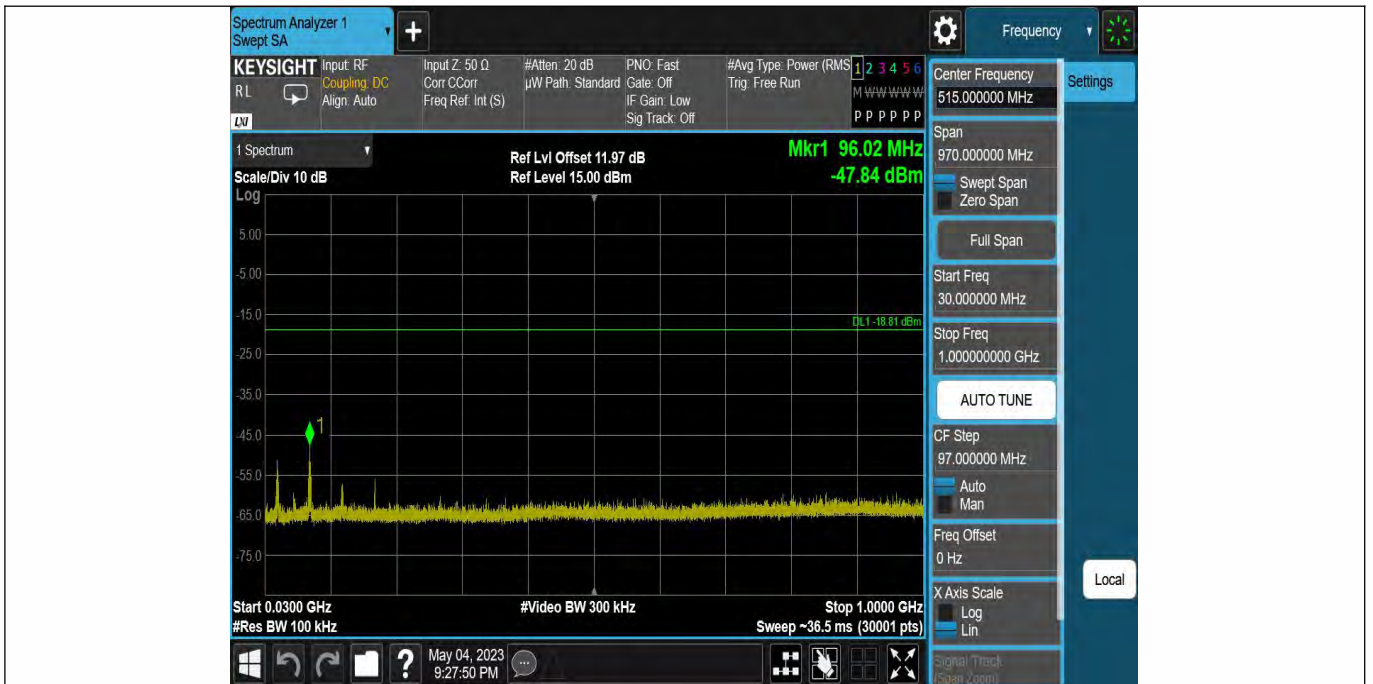 Spectrum Analyzer 1
Swept SA
+
Frequency
KEYSIGHT
RL
LXI
Input: RF
Coupling: DC
Align: Auto
Input Z: 50 Ω
Corr CCorr
Freq Ref: Int (S)
#Atten: 20 dB
µW Path: Standard
PNO: Fast
Gate: Off
IF Gain: Low
Sig Track: Off
#Avg Type: Power (RMS
Trig: Free Run
1 2 3 4 5 6
M W W W W W
P P P P P P
Center Frequency
515.000000 MHz
Settings
1 Spectrum
Scale/Div 10 dB
Ref Lvl Offset 11.97 dB
Ref Level 15.00 dBm
Mkr1 96.02 MHz
-47.84 dBm
Span
970.000000 MHz
Swept Span
Zero Span
Full Span
Start Freq
30.000000 MHz
Stop Freq
1.000000000 GHz
AUTO TUNE
CF Step
97.000000 MHz
Auto
Man
Freq Offset
0 Hz
X Axis Scale
Log
Lin
Signal Track
(Span Zoom)
Local
Log
5.00
-5.00
-15.0
DL1 -18.81 dBm
-25.0
-35.0
1
-45.0
-55.0
-65.0
-75.0
Start 0.0300 GHz
#Video BW 300 kHz
Stop 1.0000 GHz
#Res BW 100 kHz
Sweep ~36.5 ms (30001 pts)
?
May 04, 2023
9:27:50 PM